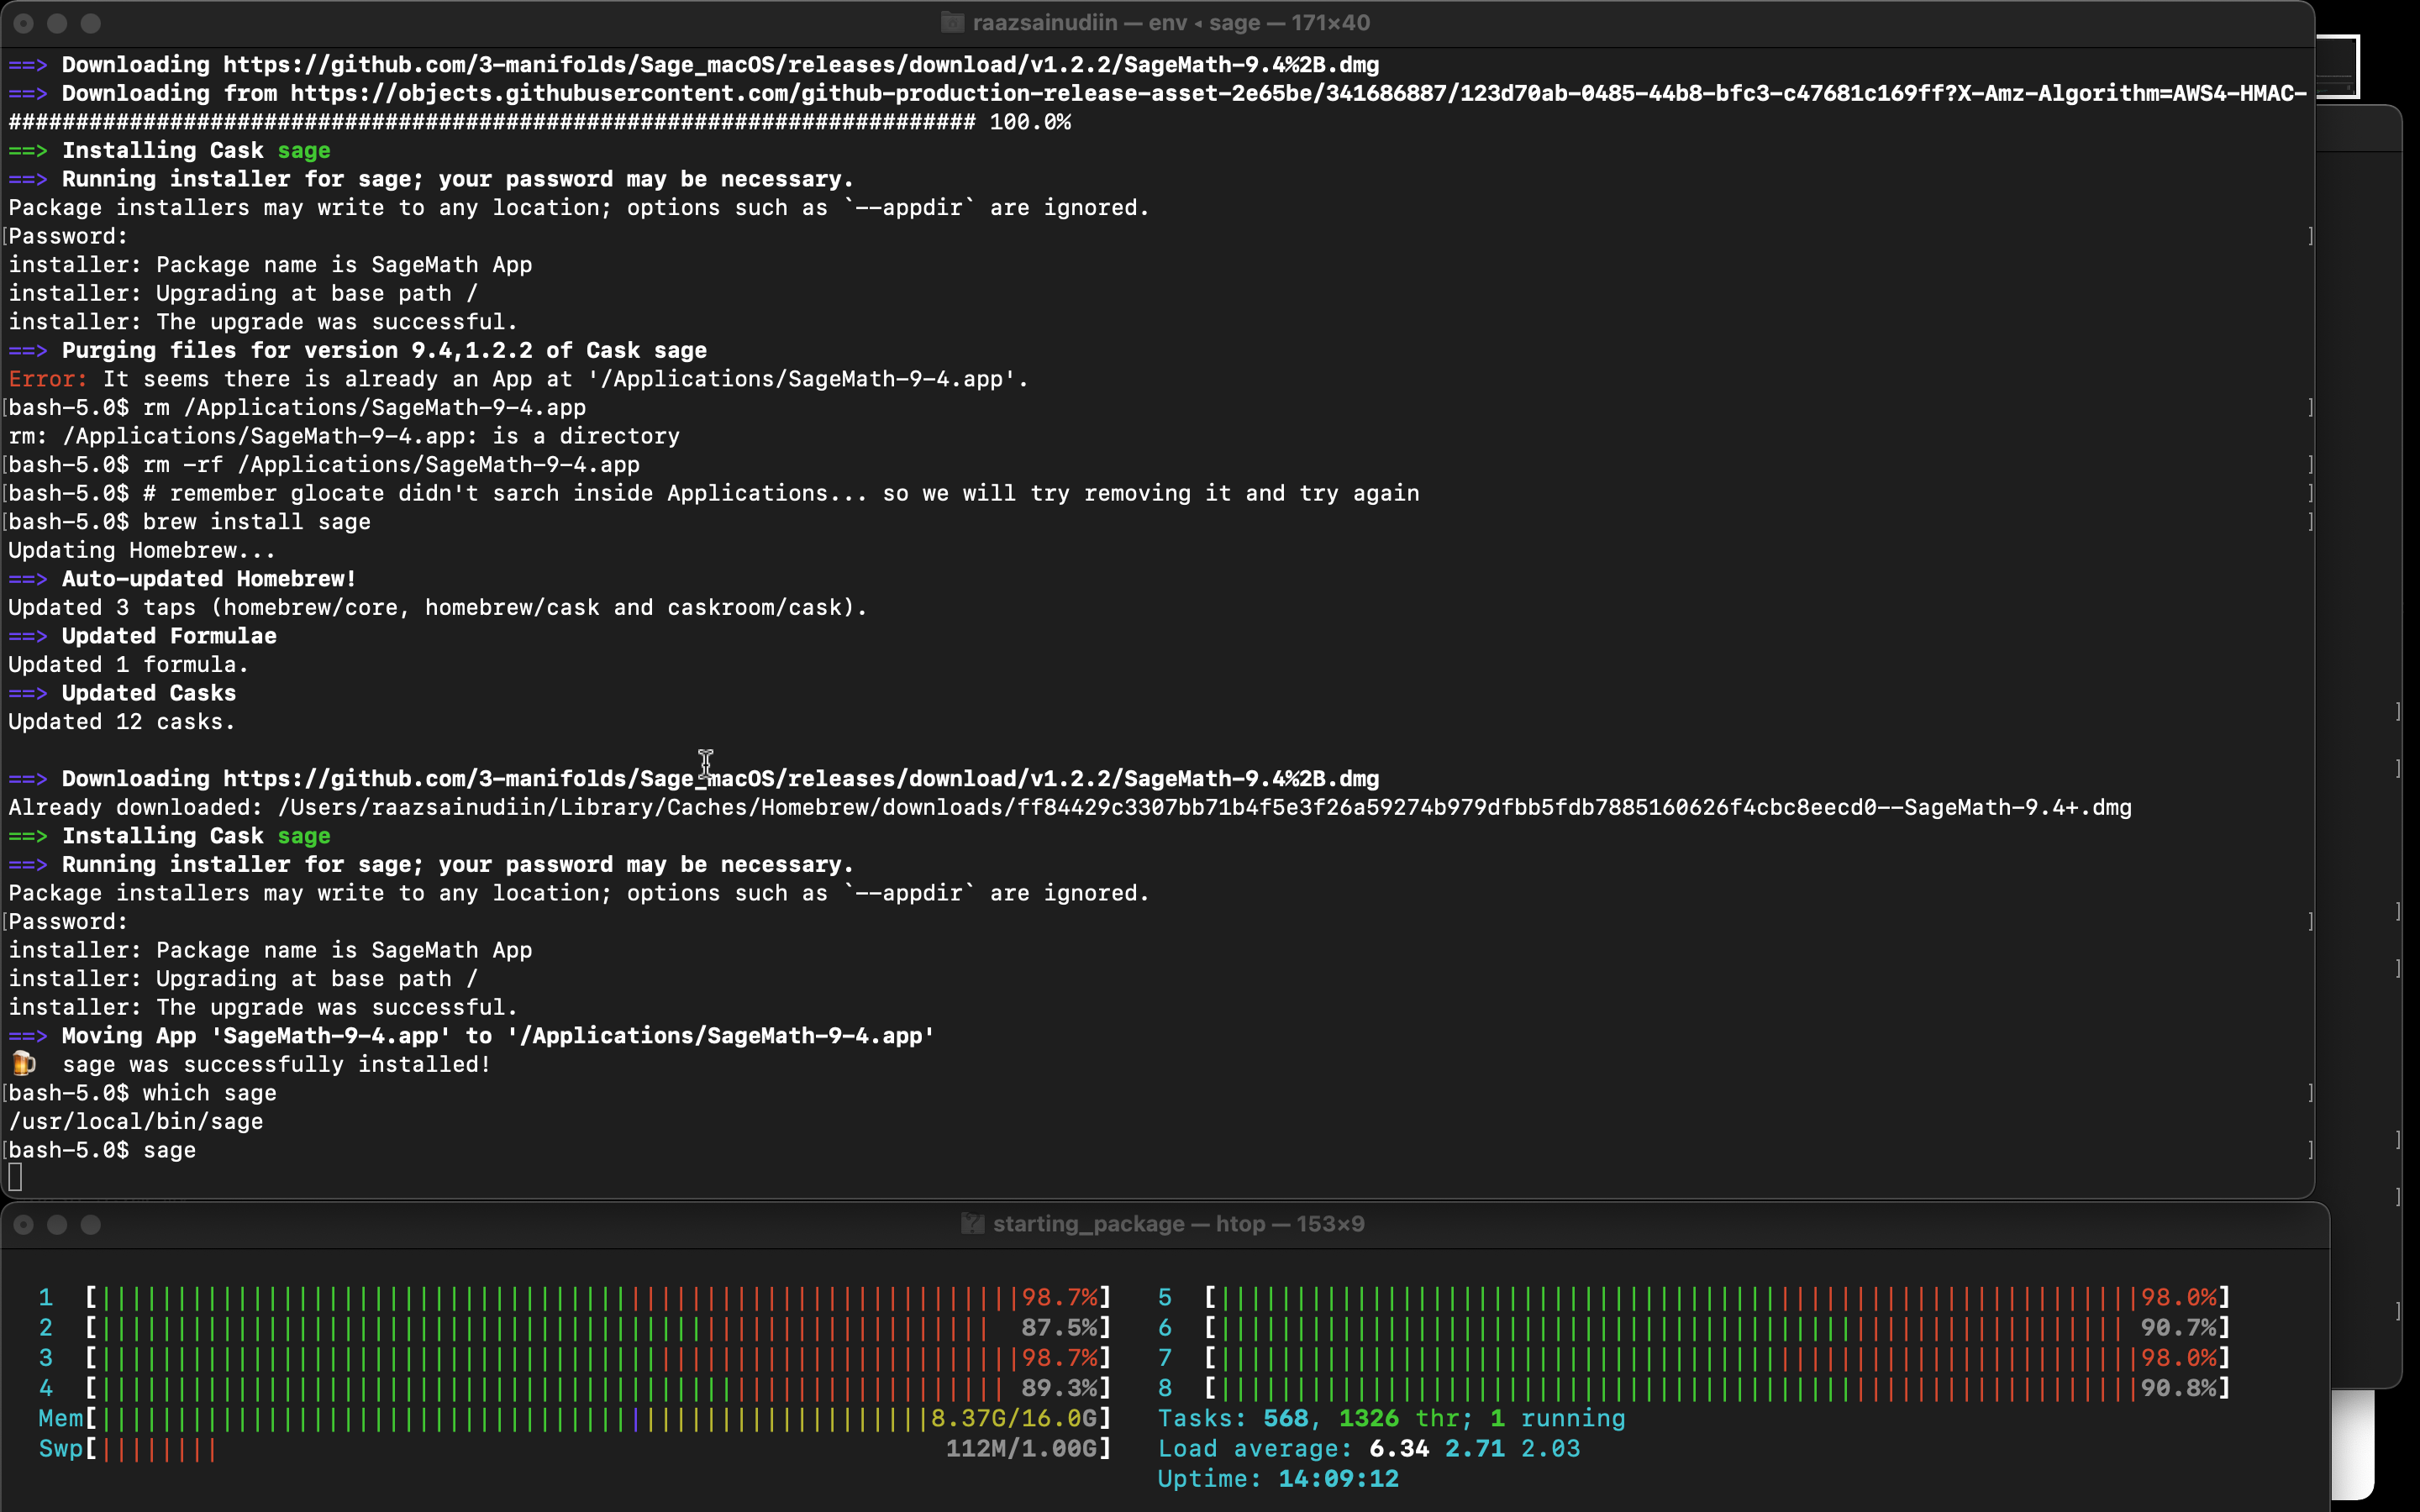 raazsainudiin — env ◂ sage — 171×40
==> Downloading https://github.com/3-manifolds/Sage_macOS/releases/download/v1.2.2/SageMath-9.4%2B.dmg
==> Downloading from https://objects.githubusercontent.com/github-production-release-asset-2e65be/341686887/123d70ab-0485-44b8-bfc3-c47681c169ff?X-Amz-Algorithm=AWS4-HMAC-
######################################################################## 100.0%
==> Installing Cask sage
==> Running installer for sage; your password may be necessary.
Package installers may write to any location; options such as `--appdir` are ignored.
Password:
installer: Package name is SageMath App
installer: Upgrading at base path /
installer: The upgrade was successful.
==> Purging files for version 9.4,1.2.2 of Cask sage
Error: It seems there is already an App at '/Applications/SageMath-9-4.app'.
bash-5.0$ rm /Applications/SageMath-9-4.app
rm: /Applications/SageMath-9-4.app: is a directory
bash-5.0$ rm -rf /Applications/SageMath-9-4.app
bash-5.0$ # remember glocate didn't sarch inside Applications... so we will try removing it and try again
bash-5.0$ brew install sage
Updating Homebrew...
==> Auto-updated Homebrew!
Updated 3 taps (homebrew/core, homebrew/cask and caskroom/cask).
==> Updated Formulae
Updated 1 formula.
==> Updated Casks
Updated 12 casks.
==> Downloading https://github.com/3-manifolds/Sage_macOS/releases/download/v1.2.2/SageMath-9.4%2B.dmg
Already downloaded: /Users/raazsainudiin/Library/Caches/Homebrew/downloads/ff84429c3307bb71b4f5e3f26a59274b979dfbb5fdb7885160626f4cbc8eecd0--SageMath-9.4+.dmg
==> Installing Cask sage
==> Running installer for sage; your password may be necessary.
Package installers may write to any location; options such as `--appdir` are ignored.
Password:
installer: Package name is SageMath App
installer: Upgrading at base path /
installer: The upgrade was successful.
==> Moving App 'SageMath-9-4.app' to '/Applications/SageMath-9-4.app'
🍺 sage was successfully installed!
bash-5.0$ which sage
/usr/local/bin/sage
bash-5.0$ sage
starting_package — htop — 153×9
1 [98.7%] 5 [98.0%]
2 [87.5%] 6 [90.7%]
3 [98.7%] 7 [98.0%]
4 [89.3%] 8 [90.8%]
Mem[8.37G/16.0G] Tasks: 568, 1326 thr; 1 running
Swp[112M/1.00G] Load average: 6.34 2.71 2.03
Uptime: 14:09:12